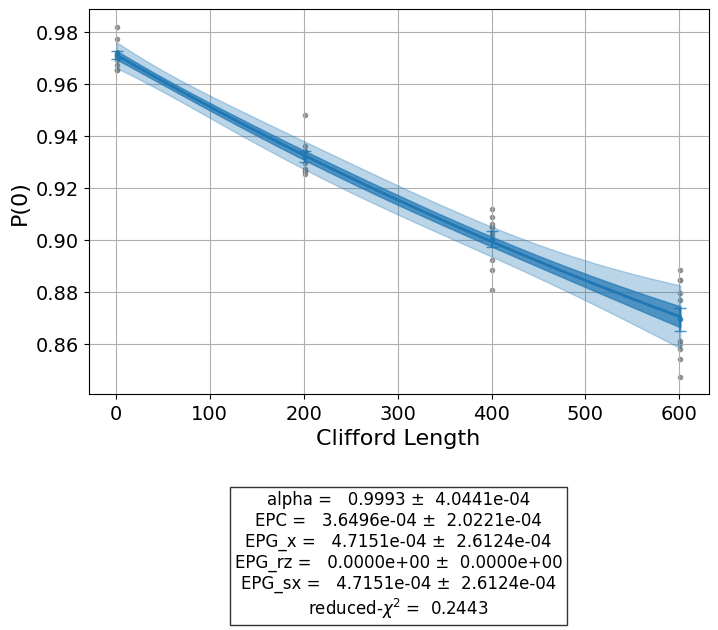 0.98
0.96
0.94
0.92
0.90
0.88
0.86
P(0)
0 100 200 300 400 500 600
Clifford Length
alpha = 0.9993 ± 4.0441e-04
EPC = 3.6496e-04 ± 2.0221e-04
EPG_x = 4.7151e-04 ± 2.6124e-04
EPG_rz = 0.0000e+00 ± 0.0000e+00
EPG_sx = 4.7151e-04 ± 2.6124e-04
reduced-χ² = 0.2443